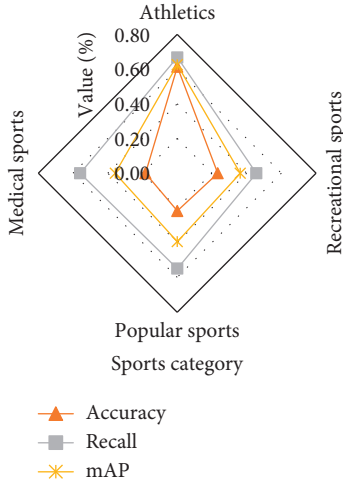 Athletics
0.80
0.60
0.40
0.20
0.00
Value (%)
Medical sports
Recreational sports
Popular sports
Sports category
Accuracy
Recall
mAP